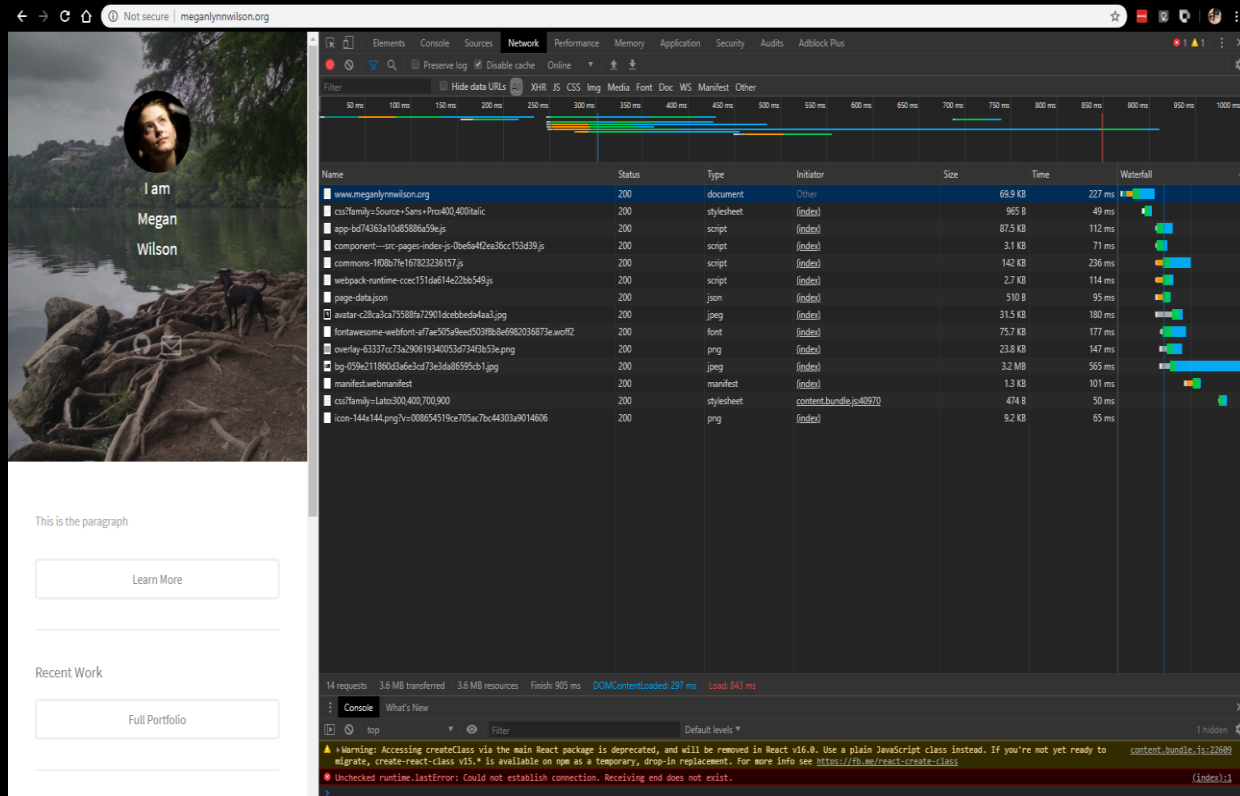 Not secure | meganlynnwilson.org
I am
Megan
Wilson
This is the paragraph
Learn More
Recent Work
Full Portfolio
Elements Console Sources Network Performance Memory Application Security Audits Adblock Plus 1 1
Preserve log Disable cache Online
Filter Hide data URLs All XHR JS CSS Img Media Font Doc WS Manifest Other
50 ms 100 ms 150 ms 200 ms 250 ms 300 ms 350 ms 400 ms 450 ms 500 ms 550 ms 600 ms 650 ms 700 ms 750 ms 800 ms 850 ms 900 ms 950 ms 1000 ms
Name Status Type Initiator Size Time Waterfall
www.meganlynnwilson.org 200 document Other 69.9 KB 227 ms
css?family=Source+Sans+Pro:400,400italic 200 stylesheet (index) 965 B 49 ms
app-bd74363a10d85886a59e.js 200 script (index) 87.5 KB 112 ms
component---src-pages-index-js-0be6a4f2ea36cc153d39.js 200 script (index) 3.1 KB 71 ms
commons-1f08b7fe167823236157.js 200 script (index) 142 KB 236 ms
webpack-runtime-ccec151da614e22bb549.js 200 script (index) 2.7 KB 114 ms
page-data.json 200 json (index) 510 B 95 ms
avatar-c28ca3ca75588fa72901dcebbeda4aa3.jpg 200 jpeg (index) 31.5 KB 180 ms
fontawesome-webfont-af7ae505a9eed503f8b8e6982036873e.woff2 200 font (index) 75.7 KB 177 ms
overlay-63337cc73a290619340053d734f3b53e.png 200 png (index) 23.8 KB 147 ms
bg-059e211860d3a6e3cd73e3da86595cb1.jpg 200 jpeg (index) 3.2 MB 565 ms
manifest.webmanifest 200 manifest (index) 1.3 KB 101 ms
css?family=Lato:300,400,700,900 200 stylesheet content.bundle.js:40970 474 B 50 ms
icon-144x144.png?v=008654519ce705ac7bc44303a9014606 200 png (index) 9.2 KB 65 ms
14 requests 3.6 MB transferred 3.6 MB resources Finish: 905 ms DOMContentLoaded: 297 ms Load: 843 ms
Console What's New
top Filter Default levels 1 hidden
Warning: Accessing createClass via the main React package is deprecated, and will be removed in React v16.0. Use a plain JavaScript class instead. If you're not yet ready to content.bundle.js:22609
migrate, create-react-class v15.* is available on npm as a temporary, drop-in replacement. For more info see https://fb.me/react-create-class
Unchecked runtime.lastError: Could not establish connection. Receiving end does not exist. (index):1